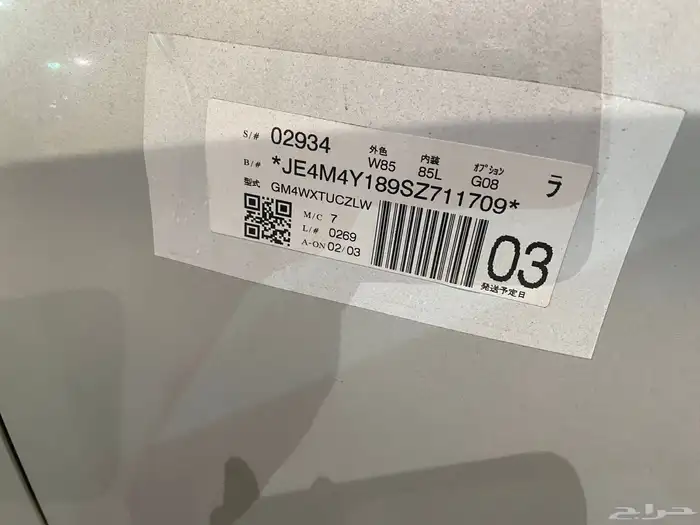 S/# 02934 外色 内装 オプション ラ
W85 85L G08
B/# *JE4M4Y189SZ711709*
型式 GM4WXTUCZLW
M/C 7
L/# 0269
A-ON 02/03
03
発送予定日
حراج